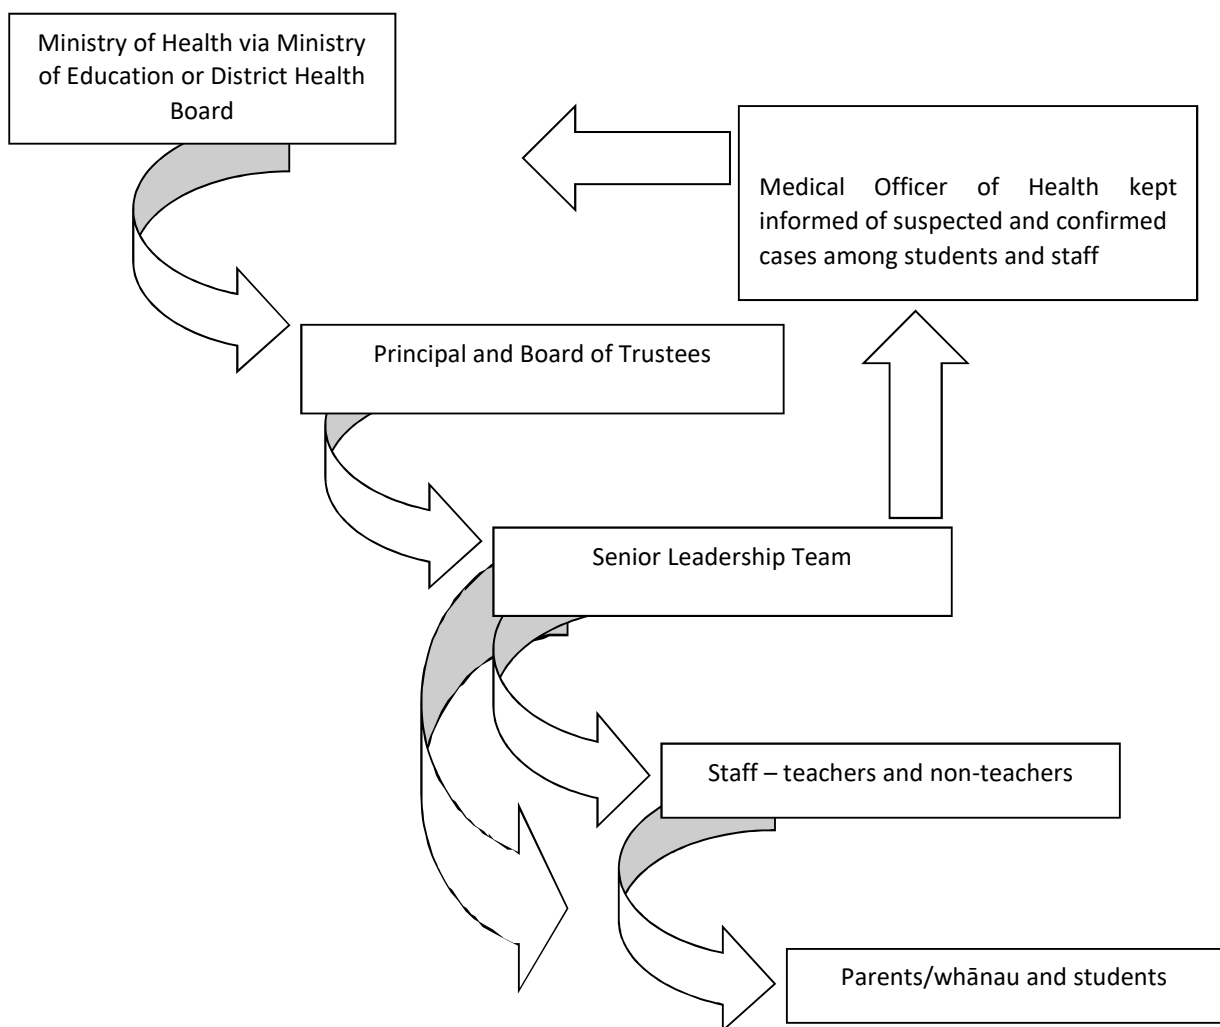 Ministry of Health via Ministry
of Education or District Health
Board
Medical Officer of Health kept
informed of suspected and confirmed
cases among students and staff
Principal and Board of Trustees
Senior Leadership Team
Staff – teachers and non-teachers
Parents/whānau and students